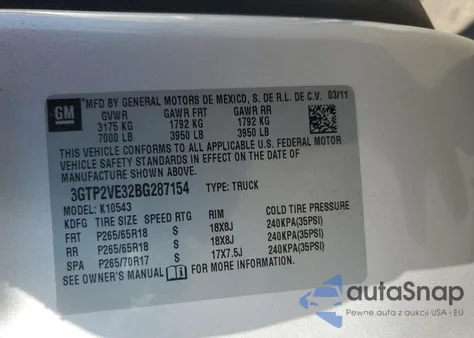 GM
*MFD BY GENERAL MOTORS DE MEXICO, S. DE R.L. DE C.V. 03/11
GVWR GAWR FRT GAWR RR
3175 KG 1792 KG 1792 KG
7000 LB 3950 LB 3950 LB
THIS VEHICLE CONFORMS TO ALL APPLICABLE U.S. FEDERAL MOTOR
VEHICLE SAFETY STANDARDS IN EFFECT ON THE DATE OF
MANUFACTURE SHOWN ABOVE.
3GTP2VE32BG287154 TYPE: TRUCK
MODEL: K10543
KDFG TIRE SIZE SPEED RTG RIM COLD TIRE PRESSURE
FRT P265/65R18 S 18X8J 240KPA(35PSI)
RR P265/65R18 S 18X8J 240KPA(35PSI)
SPA P265/70R17 S 17X7.5J 240KPA(35PSI)
SEE OWNER'S MANUAL FOR MORE INFORMATION.
autoSnap
Pewne auta z aukcji USA i EU